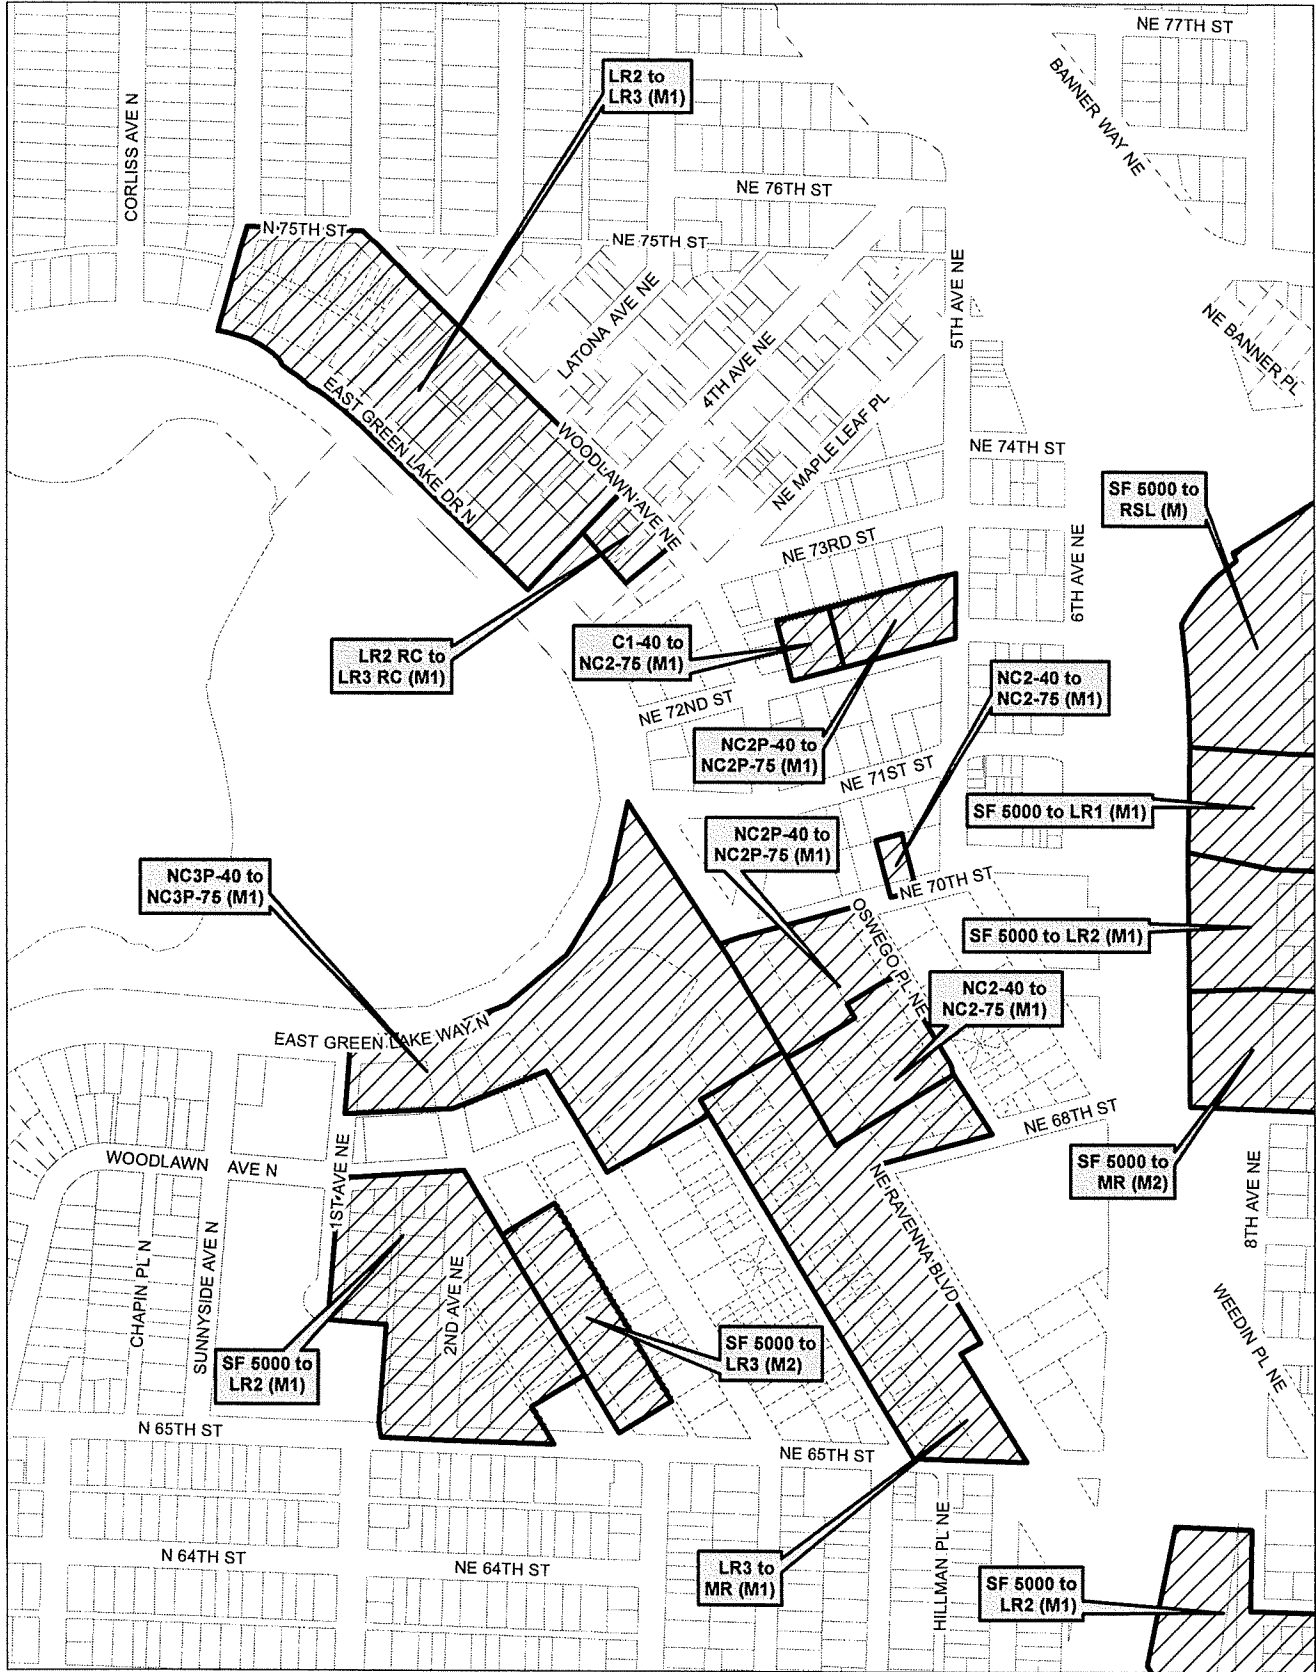 NE 77TH ST
BANNER WAY NE
LR2 to
LR3 (M1)
CORLISS AVE N
NE 76TH ST
N 75TH ST
NE 75TH ST
5TH AVE NE
LATONA AVE NE
4TH AVE NE
NE BANNER PL
NE MAPLE LEAF PL
EAST GREEN LAKE DR N
WOODLAWN AVE NE
NE 74TH ST
SF 5000 to
RSL (M)
NE 73RD ST
6TH AVE NE
LR2 RC to
LR3 RC (M1)
C1-40 to
NC2-75 (M1)
NC2-40 to
NC2-75 (M1)
NE 72ND ST
NC2P-40 to
NC2P-75 (M1)
NE 71ST ST
SF 5000 to LR1 (M1)
NC2P-40 to
NC2P-75 (M1)
NC3P-40 to
NC3P-75 (M1)
NE 70TH ST
OSWEGO PL NE
SF 5000 to LR2 (M1)
NC2-40 to
NC2-75 (M1)
EAST GREEN LAKE WAY N
NE 68TH ST
WOODLAWN AVE N
1ST AVE NE
SF 5000 to
MR (M2)
NE RAVENNA BLVD
8TH AVE NE
CHAPIN PL N
SUNNYSIDE AVE N
2ND AVE NE
WEEDIN PL NE
SF 5000 to
LR2 (M1)
SF 5000 to
LR3 (M2)
N 65TH ST
NE 65TH ST
N 64TH ST
NE 64TH ST
LR3 to
MR (M1)
HILLMAN PL NE
SF 5000 to
LR2 (M1)